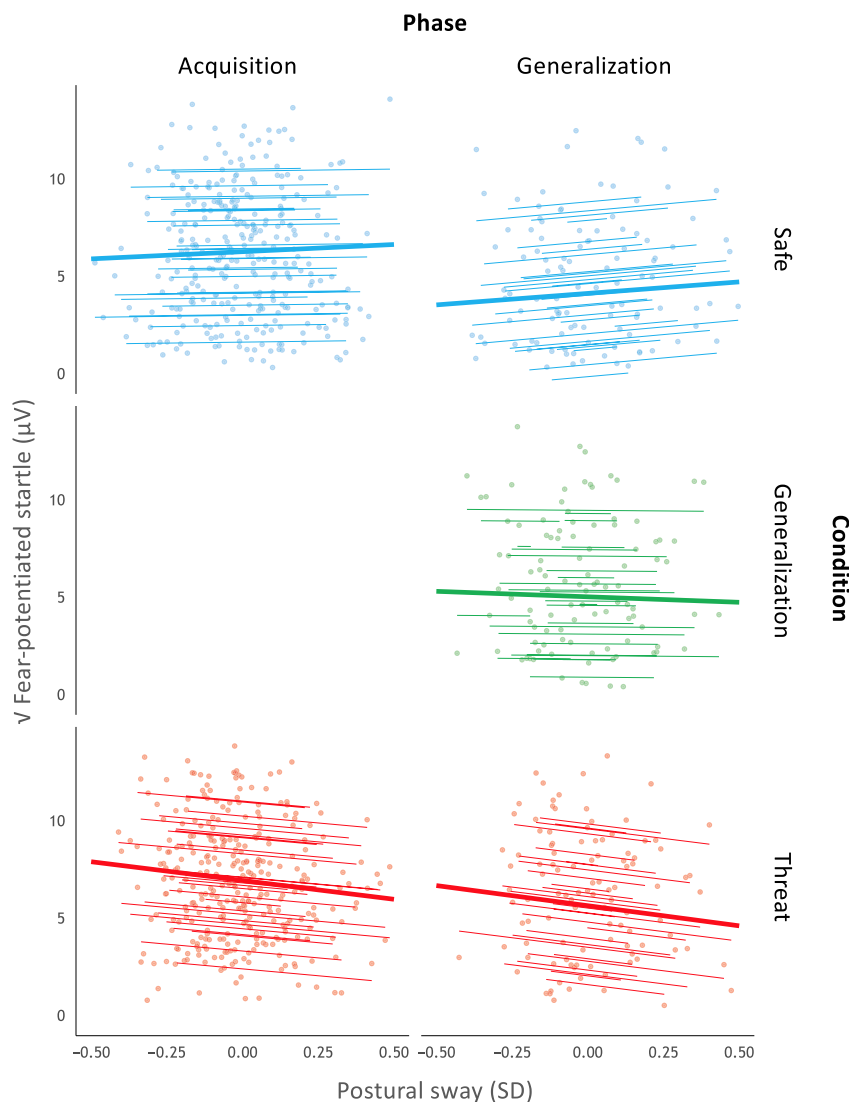 Phase
Acquisition
Generalization
10
5
0
Safe
10
5
0
Generalization
Condition
√ Fear-potentiated startle (µV)
10
5
0
Threat
−0.50 −0.25 0.00 0.25 0.50
−0.50 −0.25 0.00 0.25 0.50
Postural sway (SD)